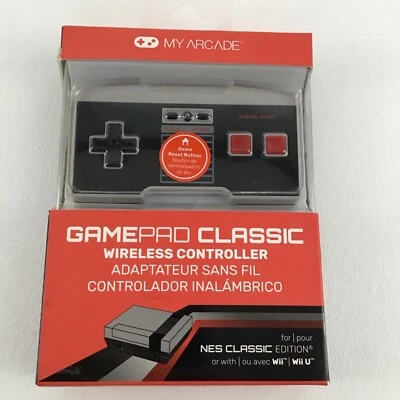 MY ARCADE®
Game
Reset Button
Bouton de
réinitialisation
du jeu
GAMEPAD CLASSIC
WIRELESS CONTROLLER
ADAPTATEUR SANS FIL
CONTROLADOR INALÁMBRICO
for | pour
NES CLASSIC EDITION®
or with | ou avec Wii™ | Wii U™